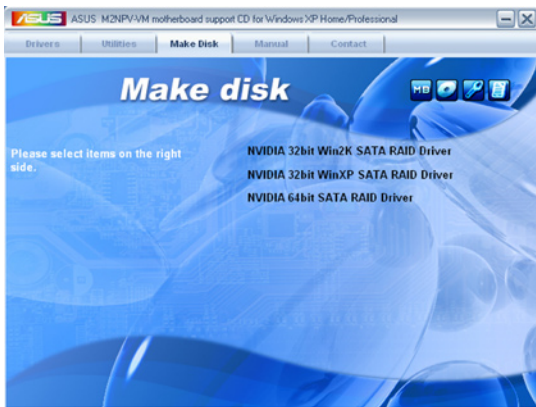 ASUS ASUS M2NPV-VM motherboard support CD for Windows XP Home/Professional
Drivers Utilities Make Disk Manual Contact
Make disk
MB
Please select items on the right
side.
NVIDIA 32bit Win2K SATA RAID Driver
NVIDIA 32bit WinXP SATA RAID Driver
NVIDIA 64bit SATA RAID Driver